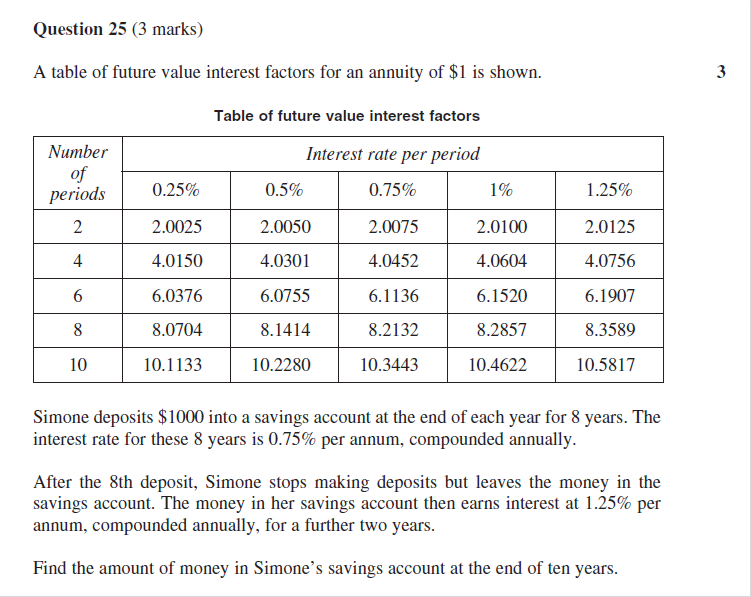 Question 25 (3 marks)
A table of future value interest factors for an annuity of $1 is shown. 3
Table of future value interest factors
Number of periods Interest rate per period
0.25% 0.5% 0.75% 1% 1.25%
2 2.0025 2.0050 2.0075 2.0100 2.0125
4 4.0150 4.0301 4.0452 4.0604 4.0756
6 6.0376 6.0755 6.1136 6.1520 6.1907
8 8.0704 8.1414 8.2132 8.2857 8.3589
10 10.1133 10.2280 10.3443 10.4622 10.5817
Simone deposits $1000 into a savings account at the end of each year for 8 years. The
interest rate for these 8 years is 0.75% per annum, compounded annually.
After the 8th deposit, Simone stops making deposits but leaves the money in the
savings account. The money in her savings account then earns interest at 1.25% per
annum, compounded annually, for a further two years.
Find the amount of money in Simone’s savings account at the end of ten years.